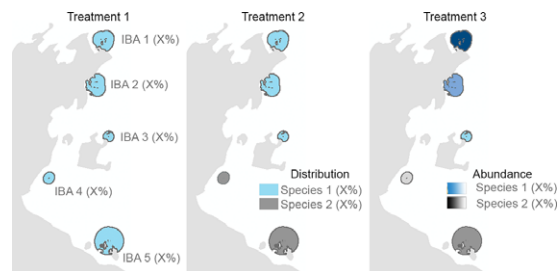 Treatment 1
Treatment 2
Treatment 3
IBA 1 (X%)
IBA 2 (X%)
IBA 3 (X%)
IBA 4 (X%)
IBA 5 (X%)
Distribution
Species 1 (X%)
Species 2 (X%)
Abundance
Species 1 (X%)
Species 2 (X%)